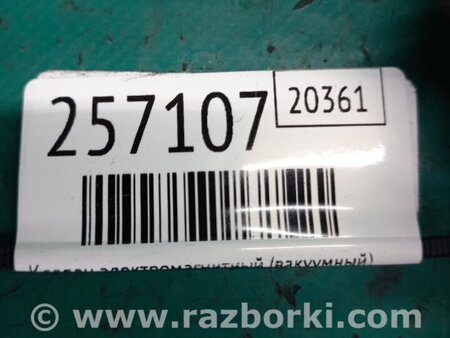 257107
20361
Клапан электромагнитный (вакуумный)
© www.razborki.com